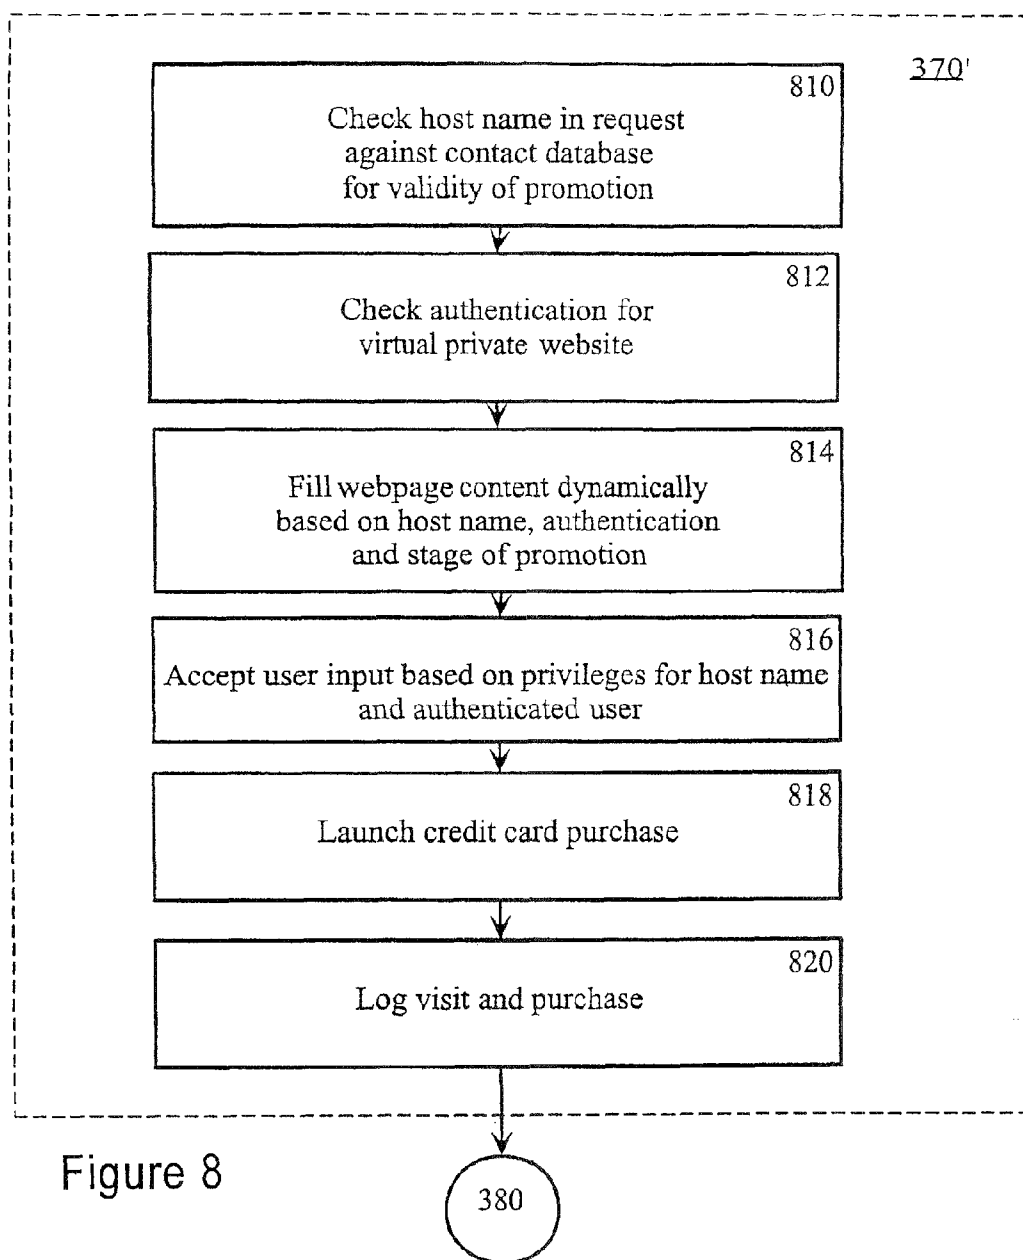 370'
810
Check host name in request
against contact database
for validity of promotion
812
Check authentication for
virtual private website
814
Fill webpage content dynamically
based on host name, authentication
and stage of promotion
816
Accept user input based on privileges for host name
and authenticated user
818
Launch credit card purchase
820
Log visit and purchase
Figure 8
380